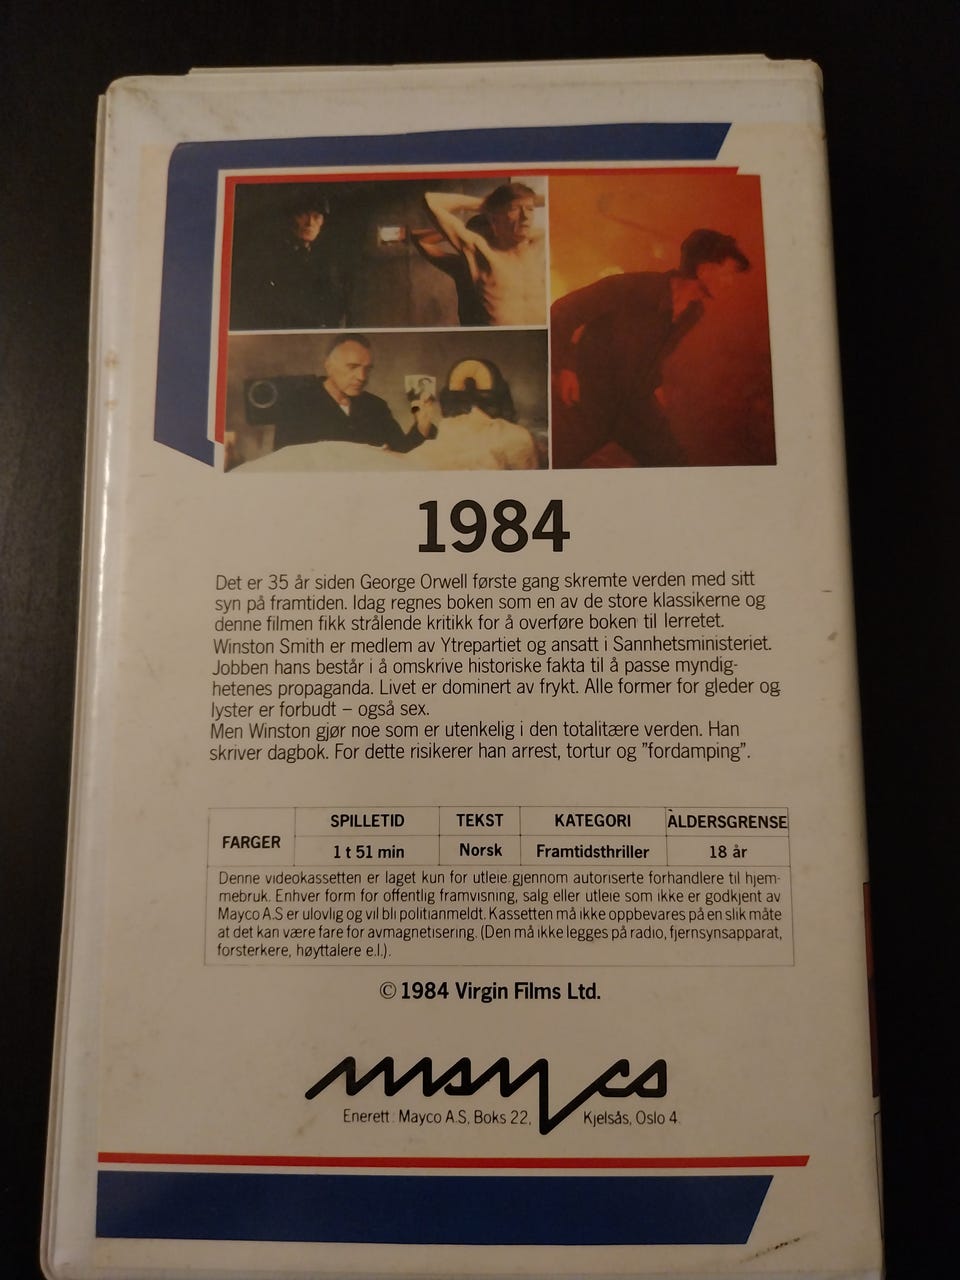 1984
Det er 35 år siden George Orwell første gang skremte verden med sitt
syn på framtiden. Idag regnes boken som en av de store klassikerne og
denne filmen fikk strålende kritikk for å overføre boken til lerretet.
Winston Smith er medlem av Ytrepartiet og ansatt i Sannhetsministeriet.
Jobben hans består i å omskrive historiske fakta til å passe myndig-
hetenes propaganda. Livet er dominert av frykt. Alle former for gleder og
lyster er forbudt – også sex.
Men Winston gjør noe som er utenkelig i den totalitære verden. Han
skriver dagbok. For dette risikerer han arrest, tortur og "fordamping".
FARGER
SPILLETID TEKST KATEGORI ÀLDERSGRENSE
1 t 51 min Norsk Framtidsthriller 18 år
Denne videokassetten er laget kun for utleie gjennom autoriserte forhandlere til hjem-
mebruk. Enhver form for offentlig framvisning, salg eller utleie som ikke er godkjent av
Mayco A.S er ulovlig og vil bli politianmeldt. Kassetten må ikke oppbevares på en slik måte
at det kan være fare for avmagnetisering. (Den må ikke legges på radio, fjernsynsapparat,
forsterkere, høyttalere e.l.).
© 1984 Virgin Films Ltd.
mayco
Enerett: Mayco A.S, Boks 22, Kjelsås, Oslo 4.